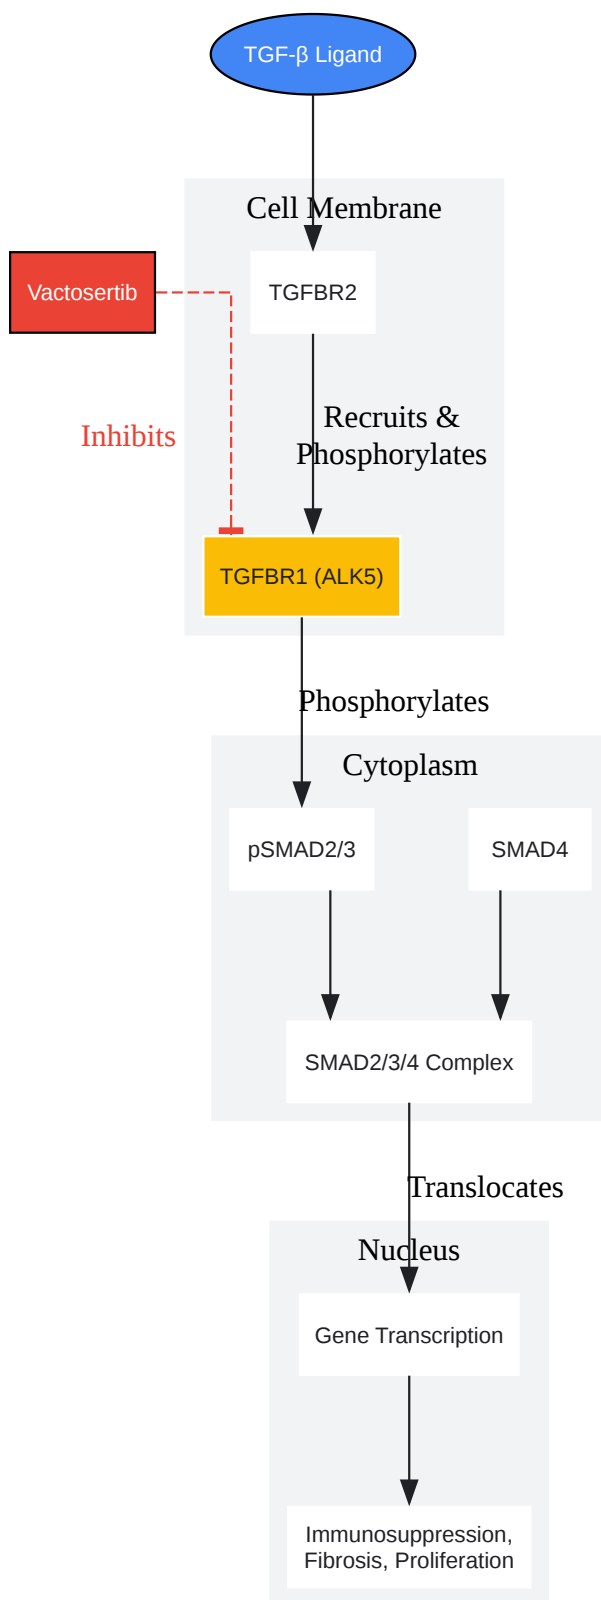 TGF-β Ligand
Cell Membrane
Vactosertib
TGFBR2
Inhibits
Recruits &
Phosphorylates
TGFBR1 (ALK5)
Phosphorylates
Cytoplasm
pSMAD2/3
SMAD4
SMAD2/3/4 Complex
Translocates
Nucleus
Gene Transcription
Immunosuppression,
Fibrosis, Proliferation